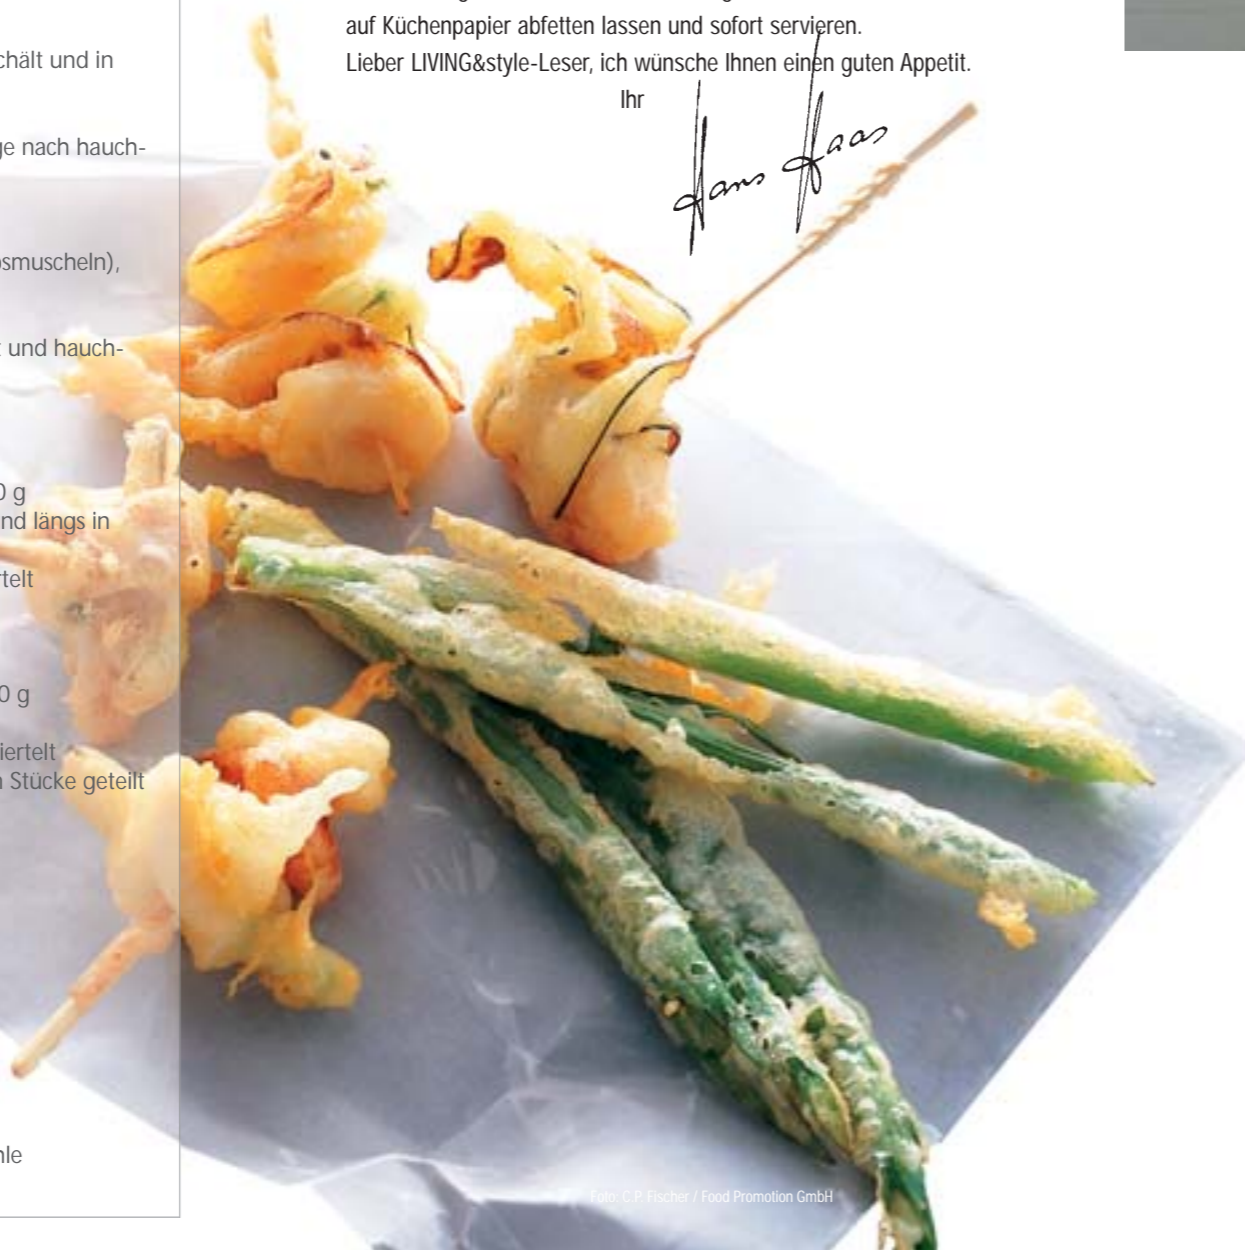 chält und in
ge nach hauch-
osmuscheln),
t und hauch-
0 g
nd längs in
rtelt
0 g
iertelt
n Stücke geteilt
hle
auf Küchenpapier abfetten lassen und sofort servieren.
Lieber LIVING&style-Leser, ich wünsche Ihnen einen guten Appetit.
Ihr
Hans Haas
Foto: C.P. Fischer / Food Promotion GmbH